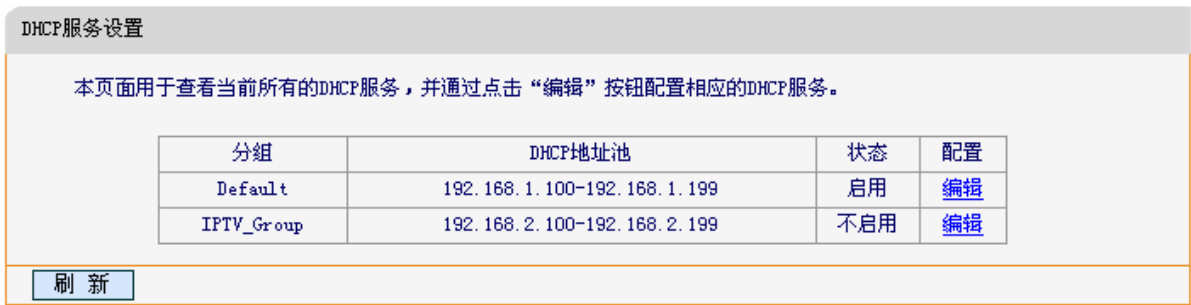 DHCP服务设置
本页面用于查看当前所有的DHCP服务，并通过点击“编辑”按钮配置相应的DHCP服务。
分组 DHCP地址池 状态 配置
Default 192.168.1.100-192.168.1.199 启用 编辑
IPTV_Group 192.168.2.100-192.168.2.199 不启用 编辑
刷 新